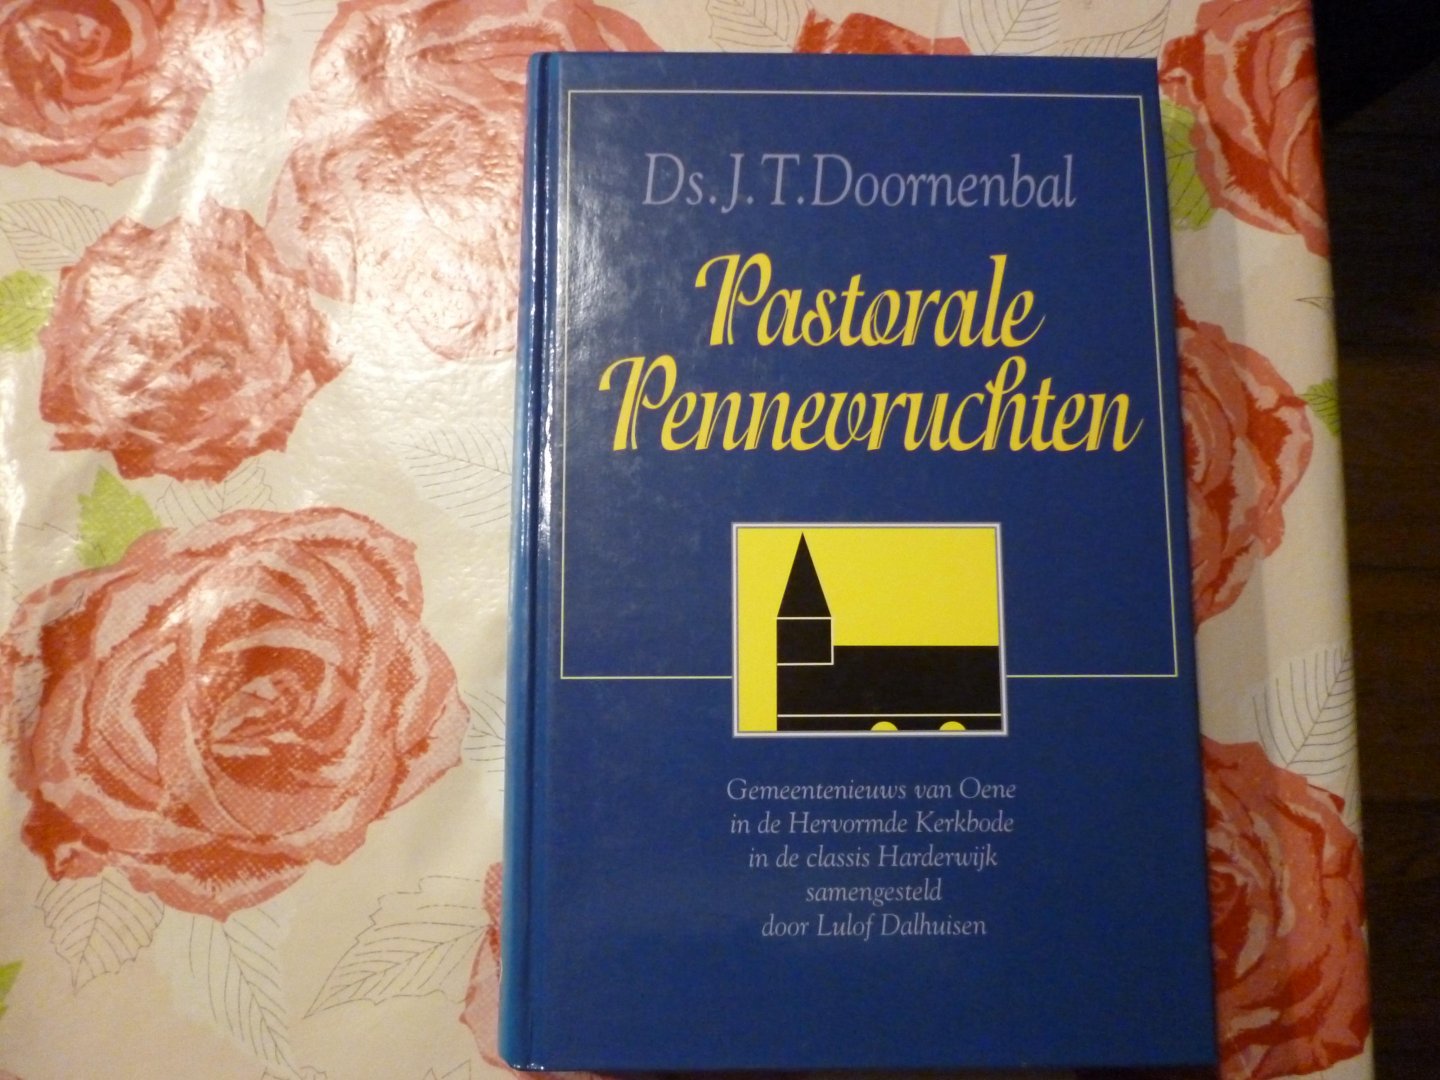 Ds. J. T. Doornenbal
Pastorale
Pennevruchten
Gemeentenieuws van Oene
in de Hervormde Kerkbode
in de classis Harderwijk
samengesteld
door Lulof Dalhuisen